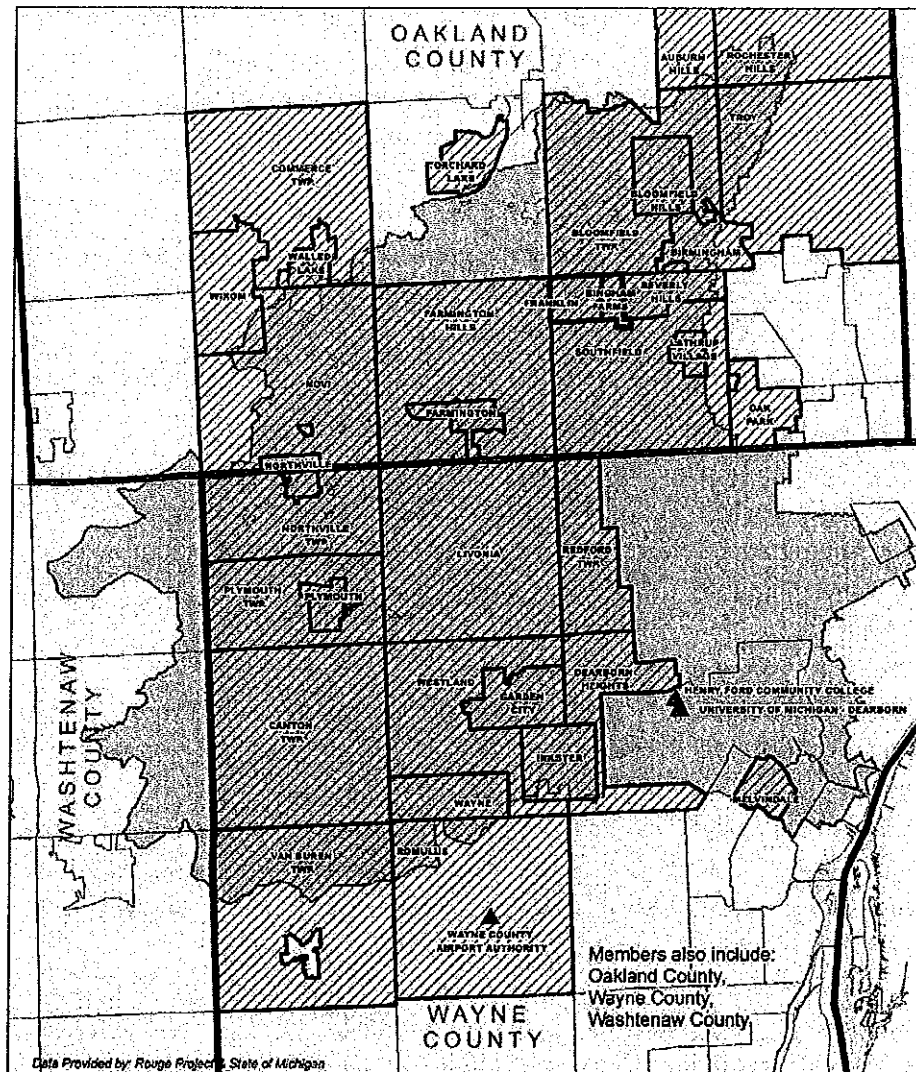 OAKLAND
COUNTY
AUBURN
HILLS
ROCHESTER
HILLS
TROY
COMMERCE
TWP.
ORCHARD
LAKE
BLOOMFIELD
HILLS
BLOOMFIELD
TWP.
BIRMINGHAM
WALLED
LAKE
WIXOM
FRANKLIN
BINGHAM
FARMS
BEVERLY
HILLS
FARMINGTON
HILLS
SOUTHFIELD
LATHRUP
VILLAGE
NOVI
FARMINGTON
OAK
PARK
NORTHVILLE
NORTHVILLE
TWP.
LIVONIA
REDFORD
TWP.
PLYMOUTH
TWP.
PLYMOUTH
WASHTENAW
COUNTY
WESTLAND
GARDEN
CITY
DEARBORN
HEIGHTS
HENRY FORD COMMUNITY COLLEGE
UNIVERSITY OF MICHIGAN - DEARBORN
CANTON
TWP.
INKSTER
WAYNE
MELVINDALE
VAN BUREN
TWP.
ROMULUS
WAYNE COUNTY
AIRPORT AUTHORITY
Members also include:
Oakland County,
Wayne County,
Washtenaw County
WAYNE
COUNTY
Data Provided by: Rouge Project & State of Michigan